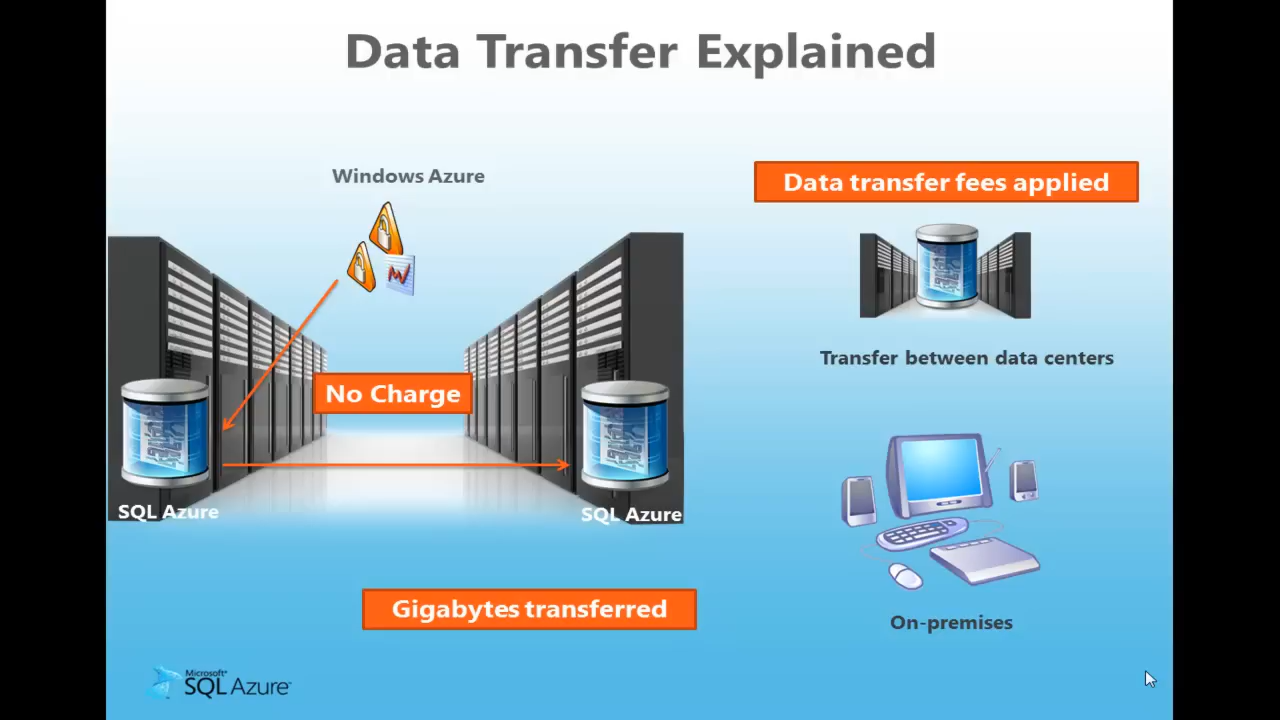 Data Transfer Explained
Windows Azure
Data transfer fees applied
No Charge
Transfer between data centers
SQL Azure
SQL Azure
Gigabytes transferred
On-premises
Microsoft®
SQL Azure™